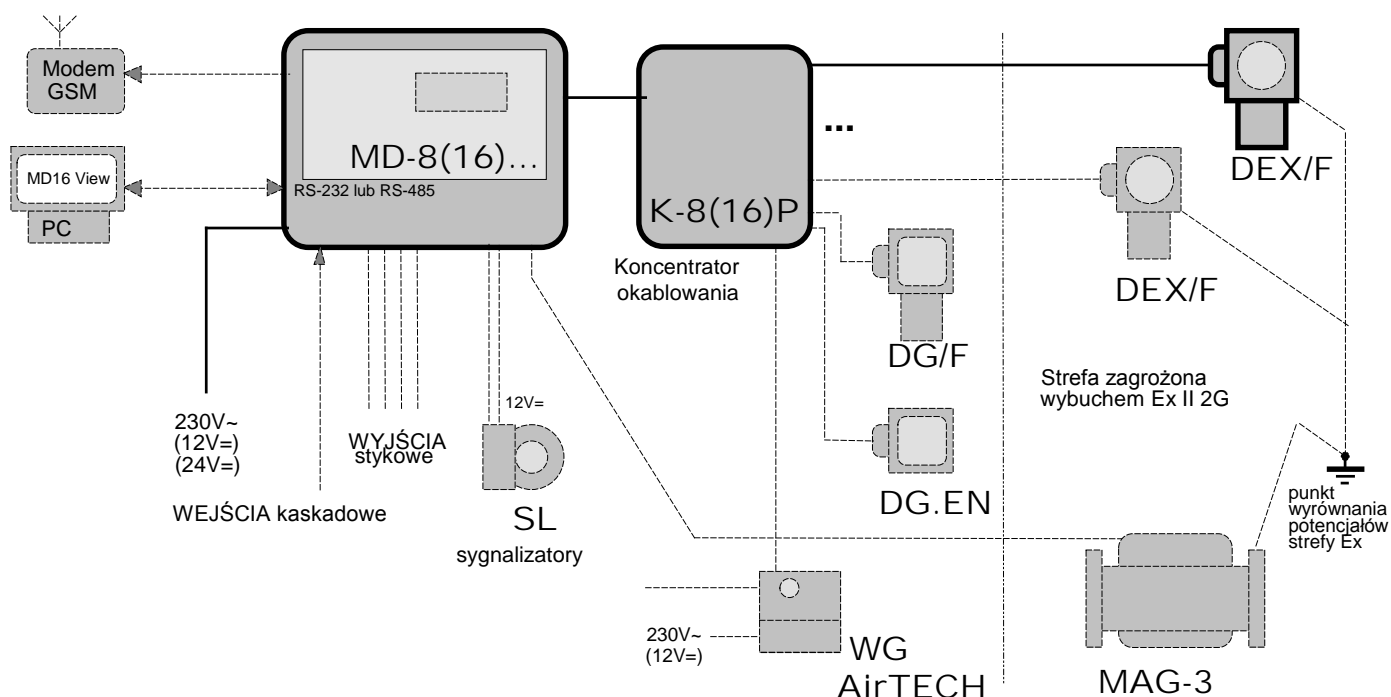 Modem
GSM
MD16 View
PC
MD-8(16)...
RS-232 lub RS-485
K-8(16)P
Koncentrator
okablowania
...
DEX/F
DEX/F
DG/F
DG.EN
Strefa zagrożona
wybuchem Ex II 2G
230V~
(12V=)
(24V=)
WEJŚCIA kaskadowe
WYJŚCIA
stykowe
12V=
SL
sygnalizatory
230V~
(12V=)
WG
AirTECH
MAG-3
punkt
wyrównania
potencjałów
strefy Ex